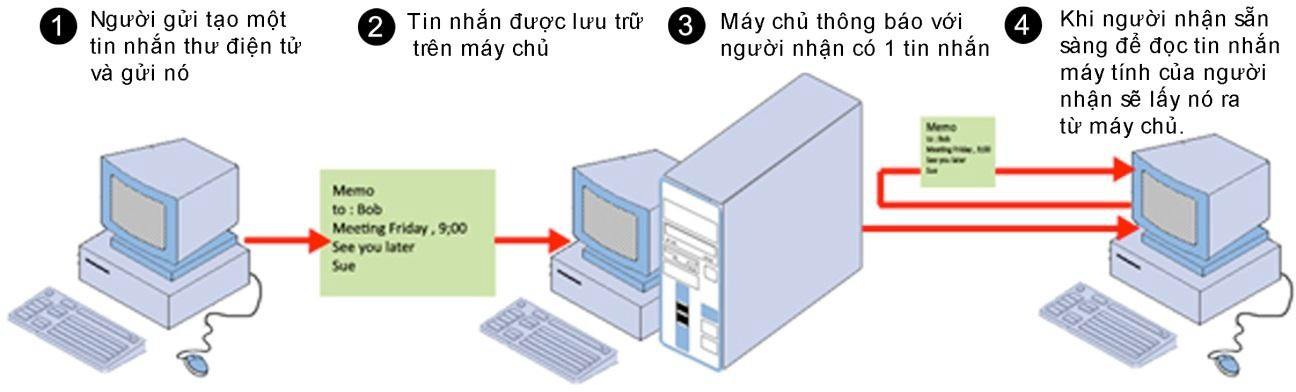 1 Người gửi tạo một
tin nhắn thư điện tử
và gửi nó
2 Tin nhắn được lưu trữ
trên máy chủ
3 Máy chủ thông báo với
người nhận có 1 tin nhắn
4 Khi người nhận sẵn
sàng để đọc tin nhắn
máy tính của người
nhận sẽ lấy nó ra
từ máy chủ.
Memo
to : Bob
Meeting Friday , 9;00
See you later
Sue
Memo
to : Bob
Meeting Friday , 9;00
See you later
Sue